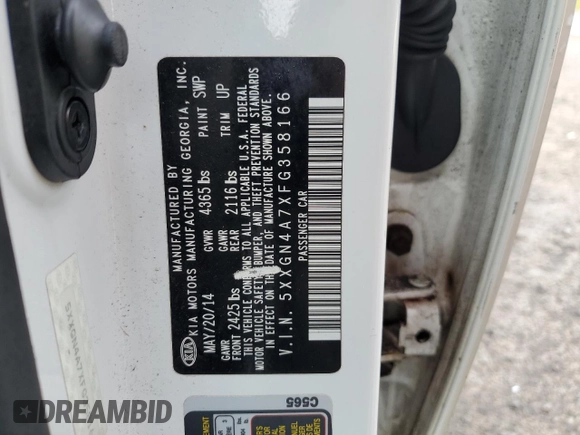 KIA
MANUFACTURED BY
KIA MOTORS MANUFACTURING GEORGIA, INC.
MAY/20/14 GVWR 4365 lbs PAINT SWP
GAWR FRONT 2425 lbs GAWR REAR 2116 lbs TRIM UP
THIS VEHICLE CONFORMS TO ALL APPLICABLE U.S.A. FEDERAL
MOTOR VEHICLE SAFETY, BUMPER, AND THEFT PREVENTION STANDARDS
IN EFFECT ON THE DATE OF MANUFACTURE SHOWN ABOVE.
V.I.N. 5XXGN4A7XFG358166
PASSENGER CAR
C565
DREAMBID